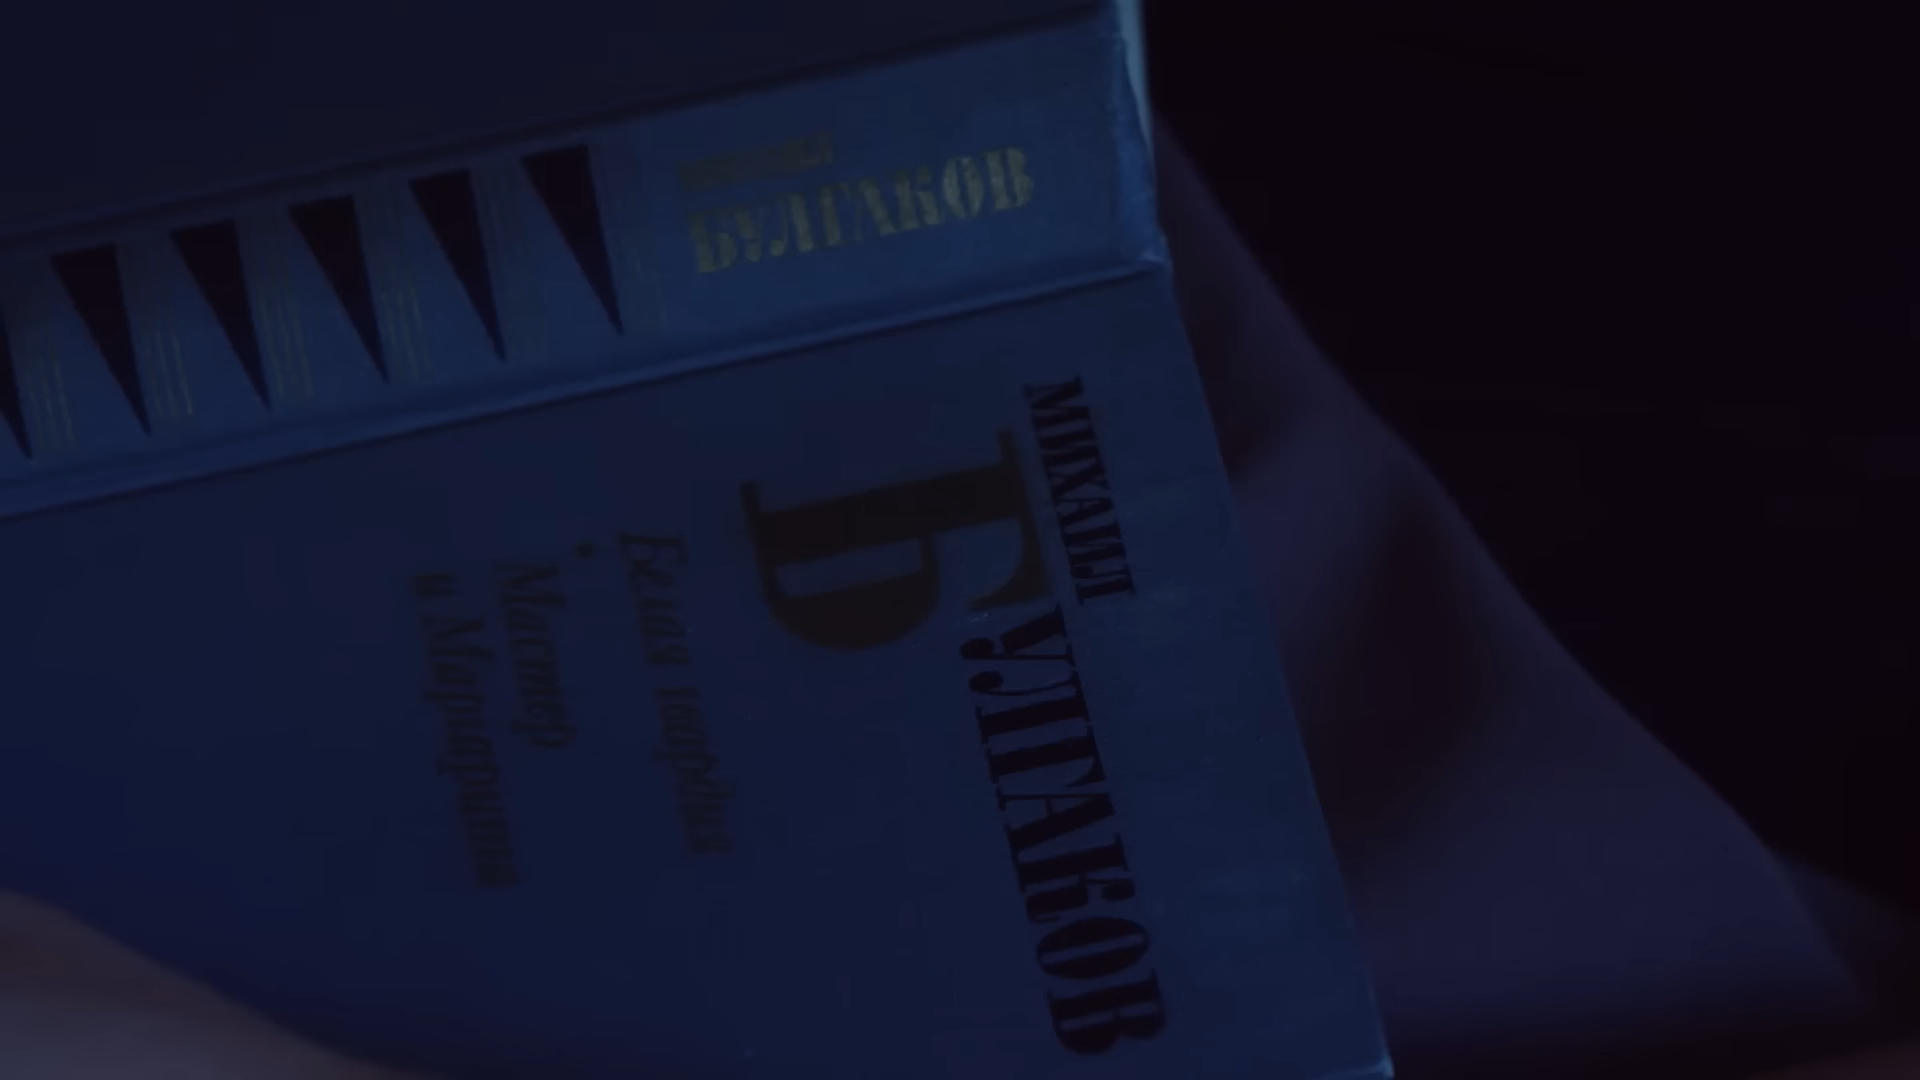 БУЛГАКОВ
МИХАИЛ
БУЛГАКОВ
Белая гвардия
Мастер
и Маргарита